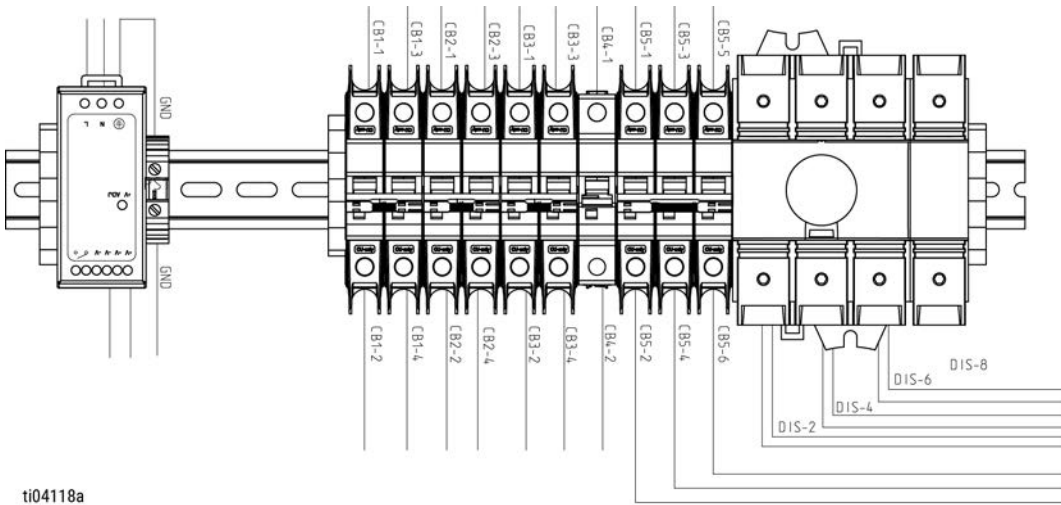 CB1-1
CB1-3
CB2-1
CB2-3
CB3-1
CB3-3
CB4-1
CB5-1
CB5-3
CB5-5
GND
L
N
+V ADJ
GND
CB1-2
CB1-4
CB2-2
CB2-4
CB3-2
CB3-4
CB4-2
CB5-2
CB5-4
CB5-6
DIS-8
DIS-6
DIS-4
DIS-2
ti04118a